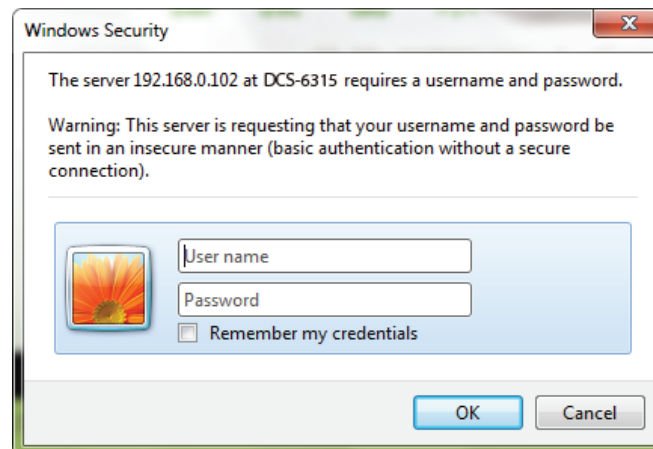 Windows Security
The server 192.168.0.102 at DCS-6315 requires a username and password.
Warning: This server is requesting that your username and password be
sent in an insecure manner (basic authentication without a secure
connection).
User name
Password
Remember my credentials
OK Cancel